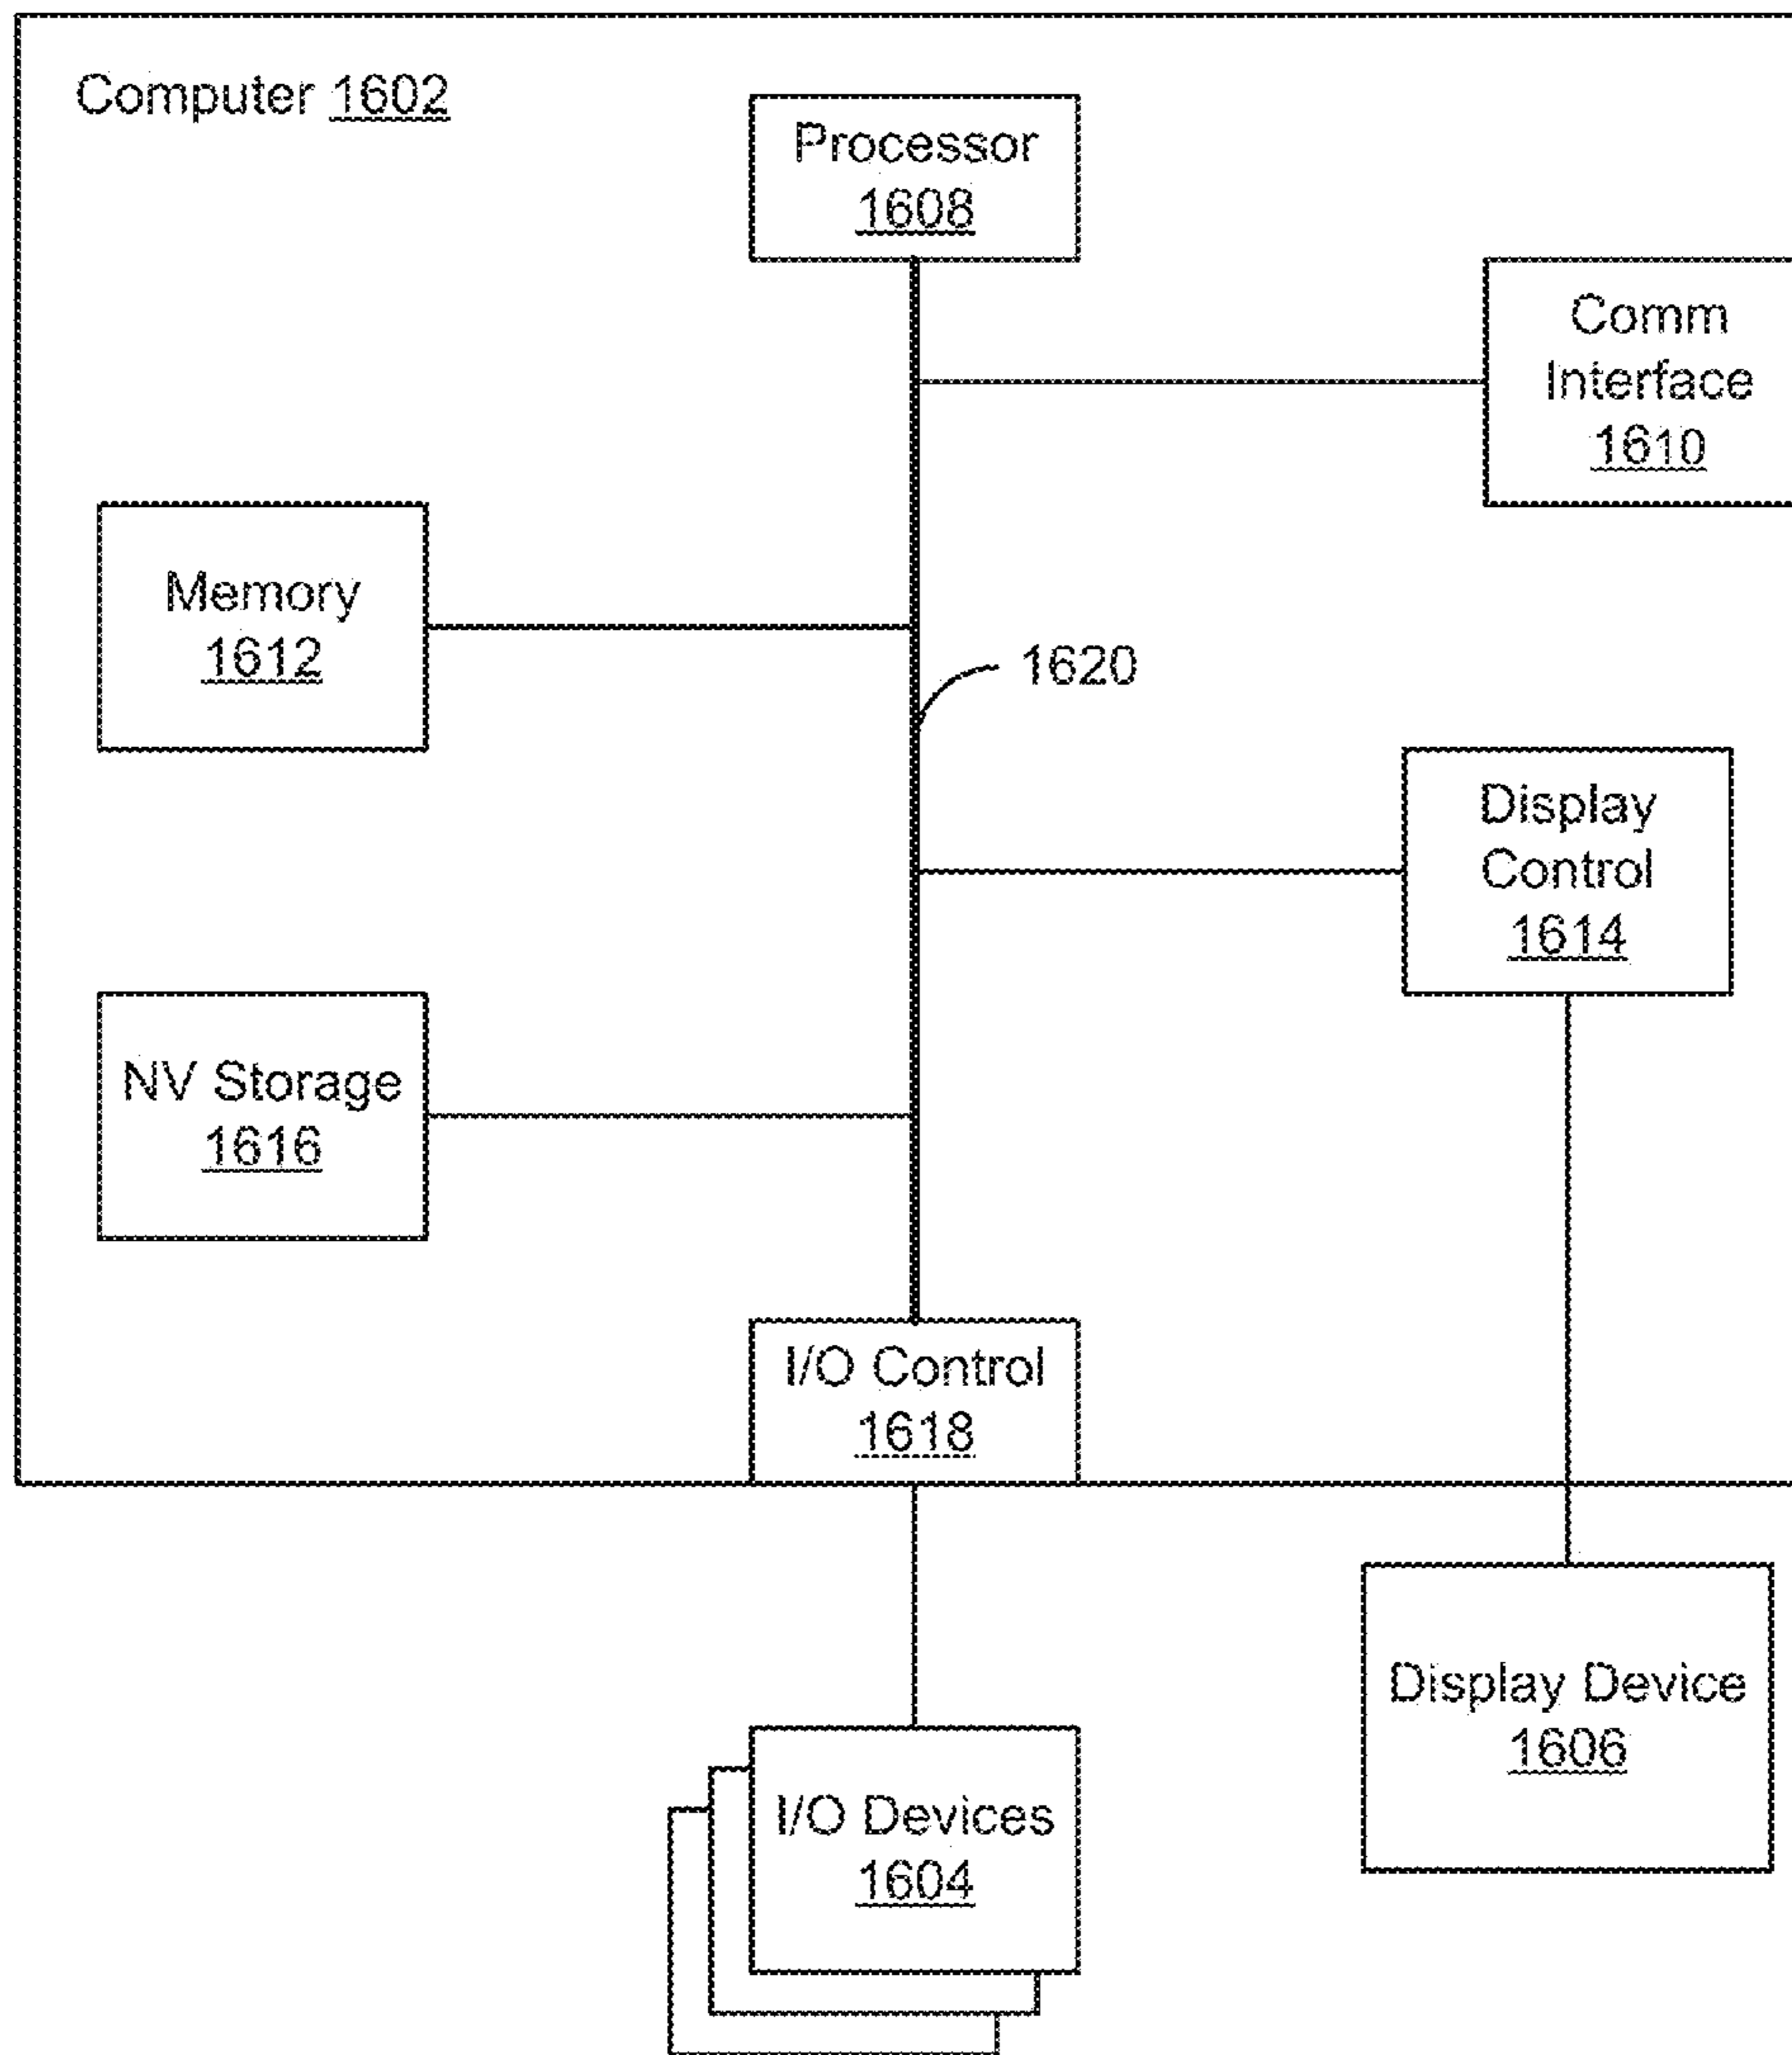 Computer 1602
Processor
1608
Comm
Interface
1610
Memory
1612
1620
Display
Control
1614
NV Storage
1616
I/O Control
1618
Display Device
1606
I/O Devices
1604